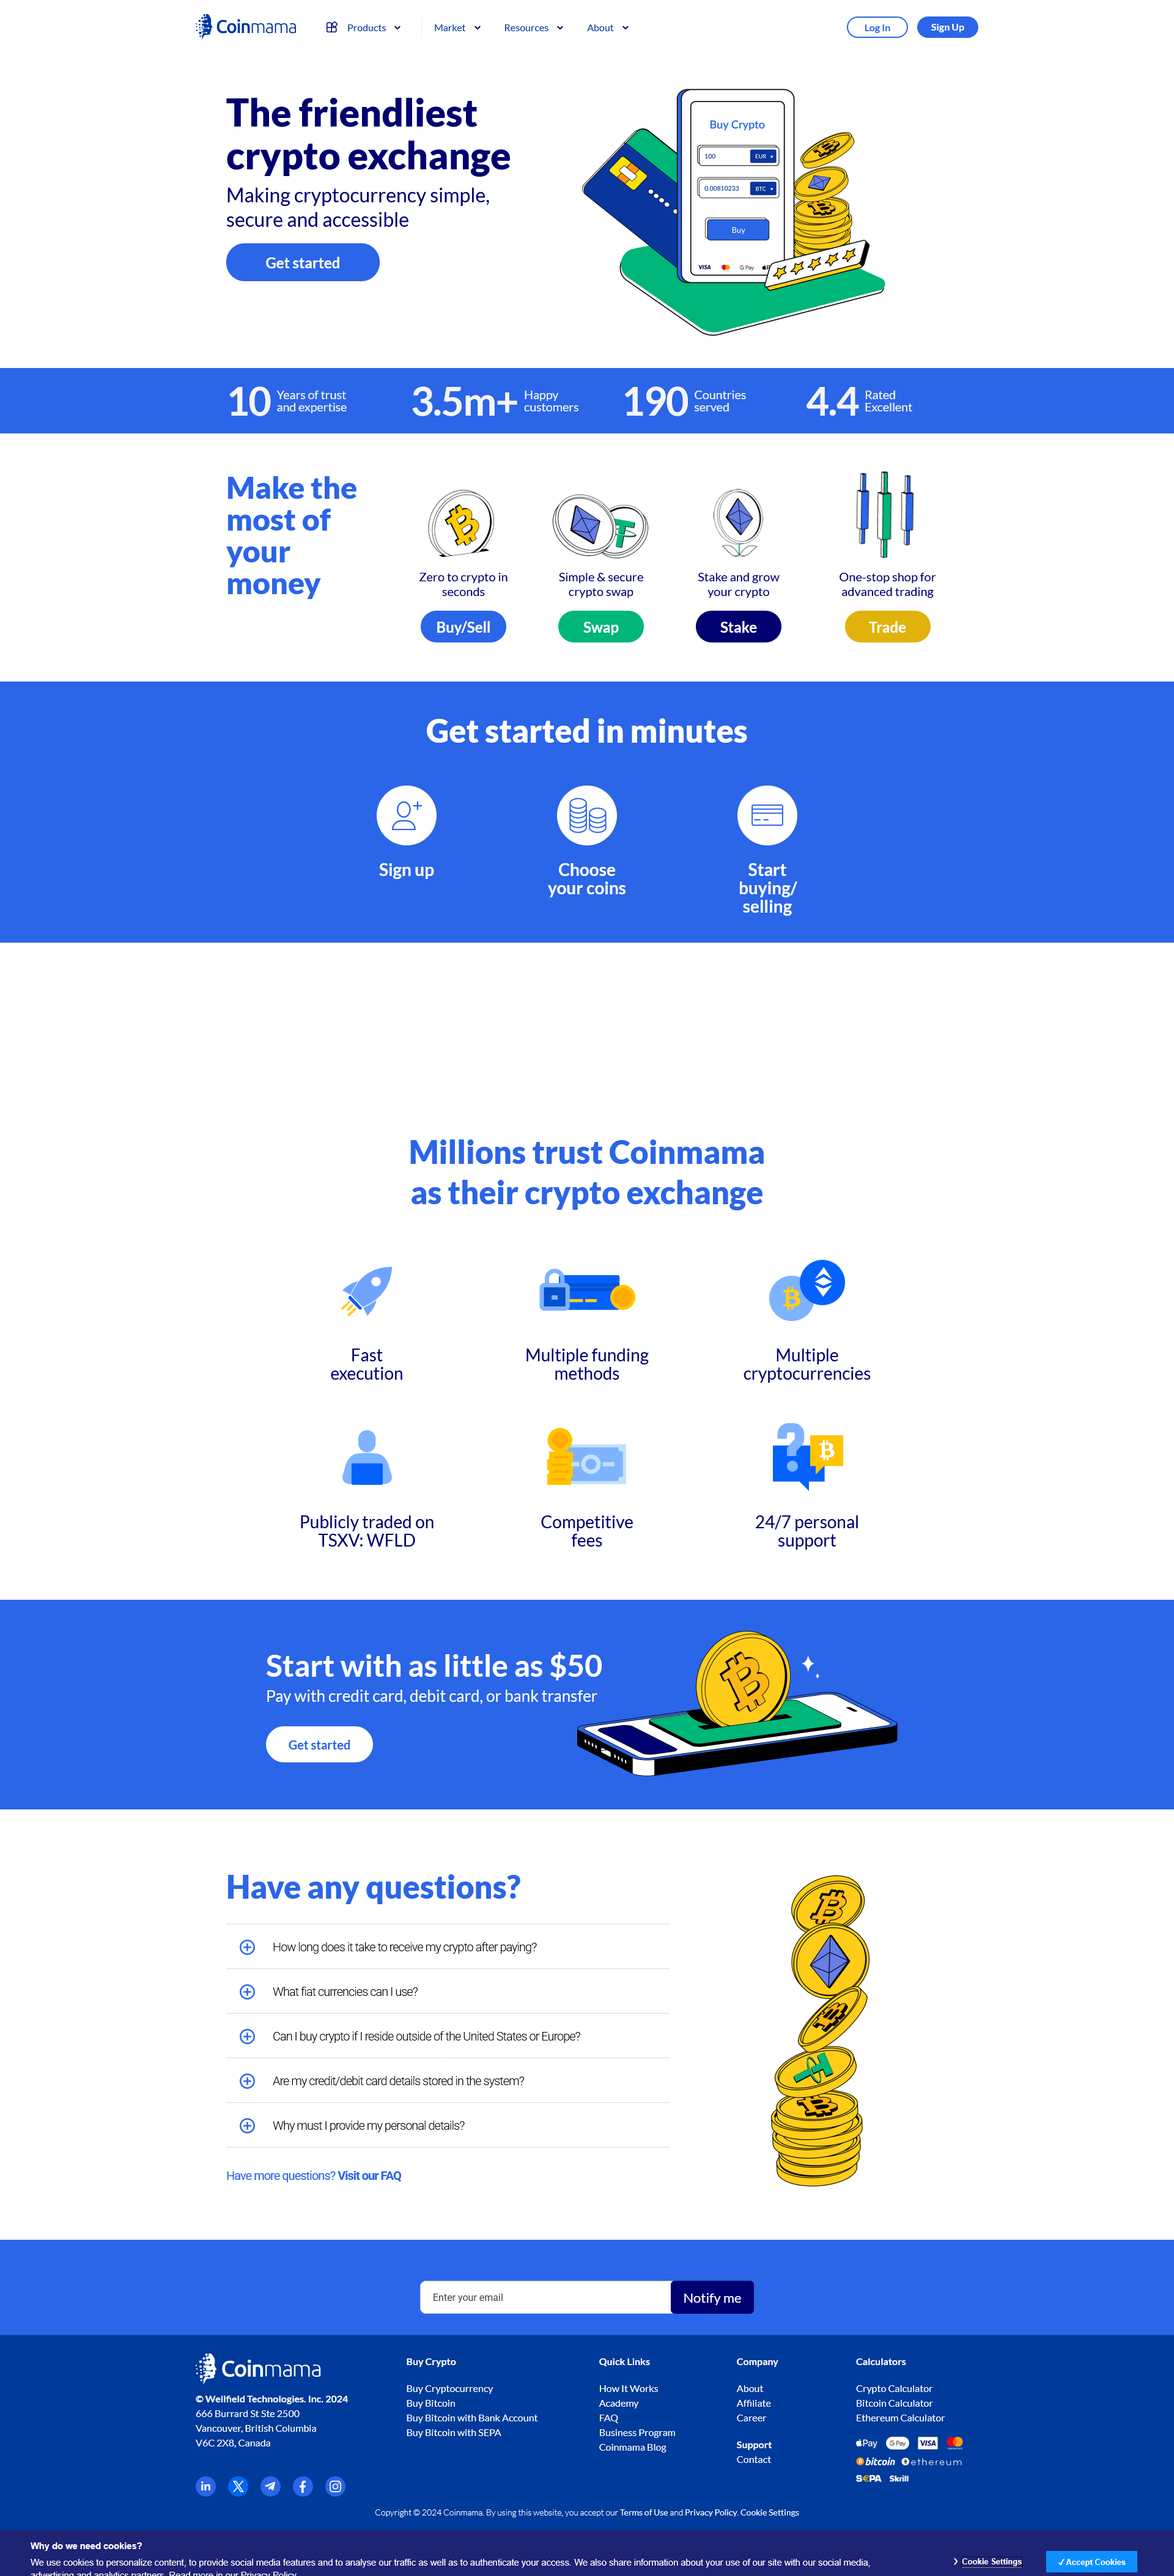 Coinmama
Products
Market
Resources
About
Log In
Sign Up
The friendliest
crypto exchange
Making cryptocurrency simple,
secure and accessible
Get started
Buy Crypto
100 EUR
0.00810233 BTC
Buy
VISA
G Pay
10 Years of trust
and expertise
3.5m+ Happy
customers
190 Countries
served
4.4 Rated
Excellent
Make the
most of
your
money
Zero to crypto in
seconds
Buy/Sell
Simple & secure
crypto swap
Swap
Stake and grow
your crypto
Stake
One-stop shop for
advanced trading
Trade
Get started in minutes
Sign up
Choose
your coins
Start
buying/
selling
Millions trust Coinmama
as their crypto exchange
Fast
execution
Multiple funding
methods
Multiple
cryptocurrencies
Publicly traded on
TSXV: WFLD
Competitive
fees
24/7 personal
support
Start with as little as $50
Pay with credit card, debit card, or bank transfer
Get started
Have any questions?
How long does it take to receive my crypto after paying?
What fiat currencies can I use?
Can I buy crypto if I reside outside of the United States or Europe?
Are my credit/debit card details stored in the system?
Why must I provide my personal details?
Have more questions? Visit our FAQ
Enter your email
Notify me
Coinmama
© Wellfield Technologies. Inc. 2024
666 Burrard St Ste 2500
Vancouver, British Columbia
V6C 2X8, Canada
Buy Crypto
Buy Cryptocurrency
Buy Bitcoin
Buy Bitcoin with Bank Account
Buy Bitcoin with SEPA
Quick Links
How It Works
Academy
FAQ
Business Program
Coinmama Blog
Company
About
Affiliate
Career
Support
Contact
Calculators
Crypto Calculator
Bitcoin Calculator
Ethereum Calculator
Pay
G Pay
VISA
bitcoin
ethereum
S€PA
Skrill
Copyright © 2024 Coinmama. By using this website, you accept our Terms of Use and Privacy Policy. Cookie Settings
Why do we need cookies?
We use cookies to personalize content, to provide social media features and to analyse our traffic as well as to authenticate your access. We also share information about your use of our site with our social media,
advertising and analytics partners. Read more in our Privacy Policy
Cookie Settings
Accept Cookies